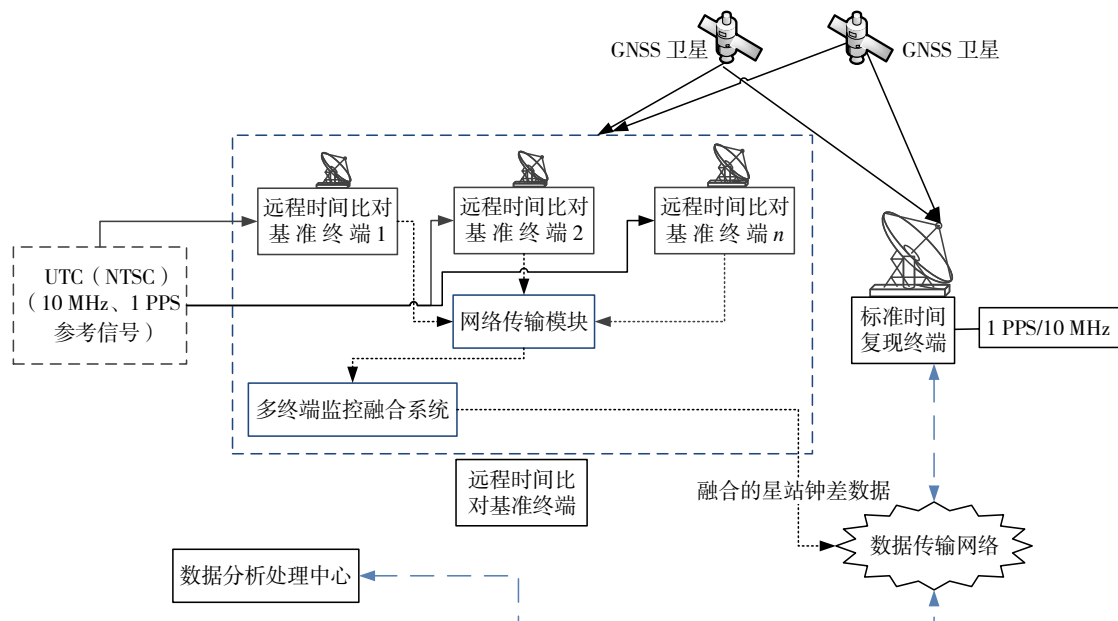 GNSS 卫星
GNSS 卫星
远程时间比对
基准终端 1
远程时间比对
基准终端 2
远程时间比对
基准终端 n
UTC（NTSC）
（10 MHz、1 PPS
参考信号）
网络传输模块
标准时间
复现终端
1 PPS/10 MHz
多终端监控融合系统
远程时间比
对基准终端
融合的星站钟差数据
数据传输网络
数据分析处理中心